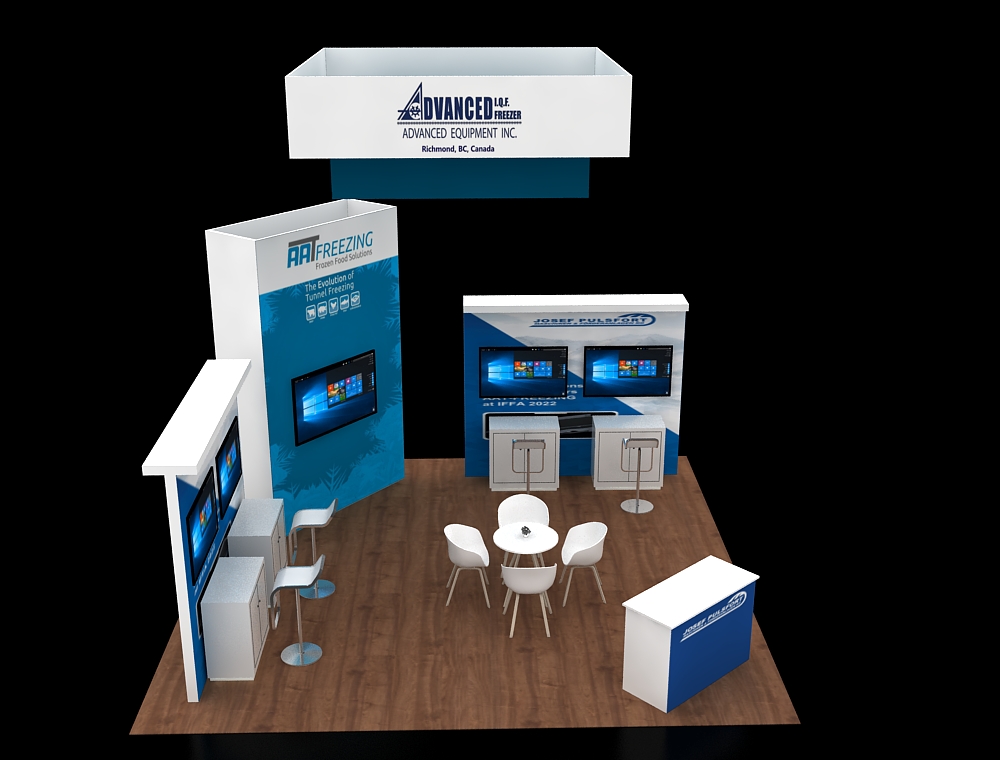 ADVANCED I.Q.F. FREEZER
ADVANCED EQUIPMENT INC.
Richmond, BC, Canada
AATFREEZING
Frozen Food Solutions
The Evolution of
Tunnel Freezing
JOSEF PULSFORT
AAT-FREEZING
at IFFA 2022
JOSEF PULSFORT